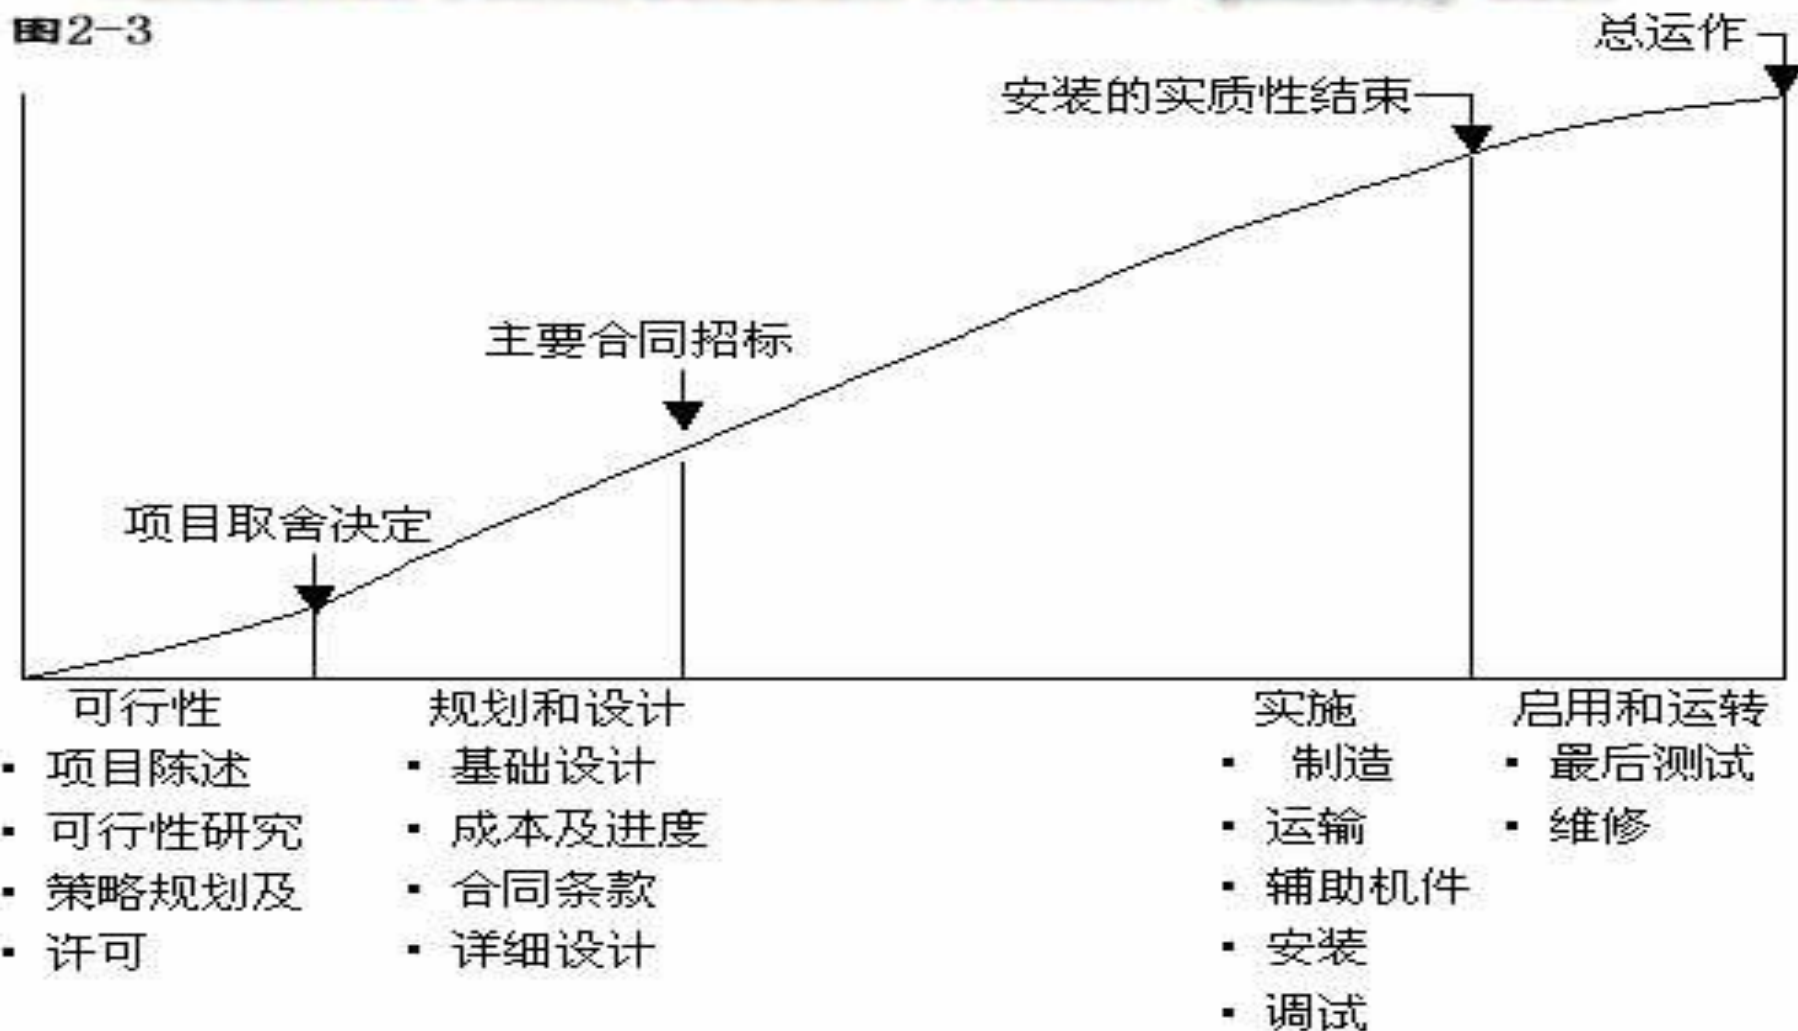 图2-3
总运作
安装的实质性结束
主要合同招标
项目取舍决定
可行性
▪ 项目陈述
▪ 可行性研究
▪ 策略规划及
▪ 许可
规划和设计
▪ 基础设计
▪ 成本及进度
▪ 合同条款
▪ 详细设计
实施
▪ 制造
▪ 运输
▪ 辅助机件
▪ 安装
▪ 调试
启用和运转
▪ 最后测试
▪ 维修